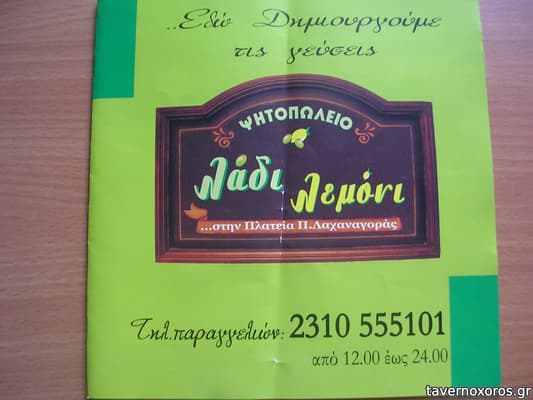 ..Εδώ Δημιουργούμε
τις γεύσεις
ΨΗΤΟΠΩΛΕΙΟ
Λάδι
Λεμόνι
...στην Πλατεία Π.Λαχαναγοράς
Τηλ.παραγγελιών: 2310 555101
από 12.00 έως 24.00
tavernoxoros.gr